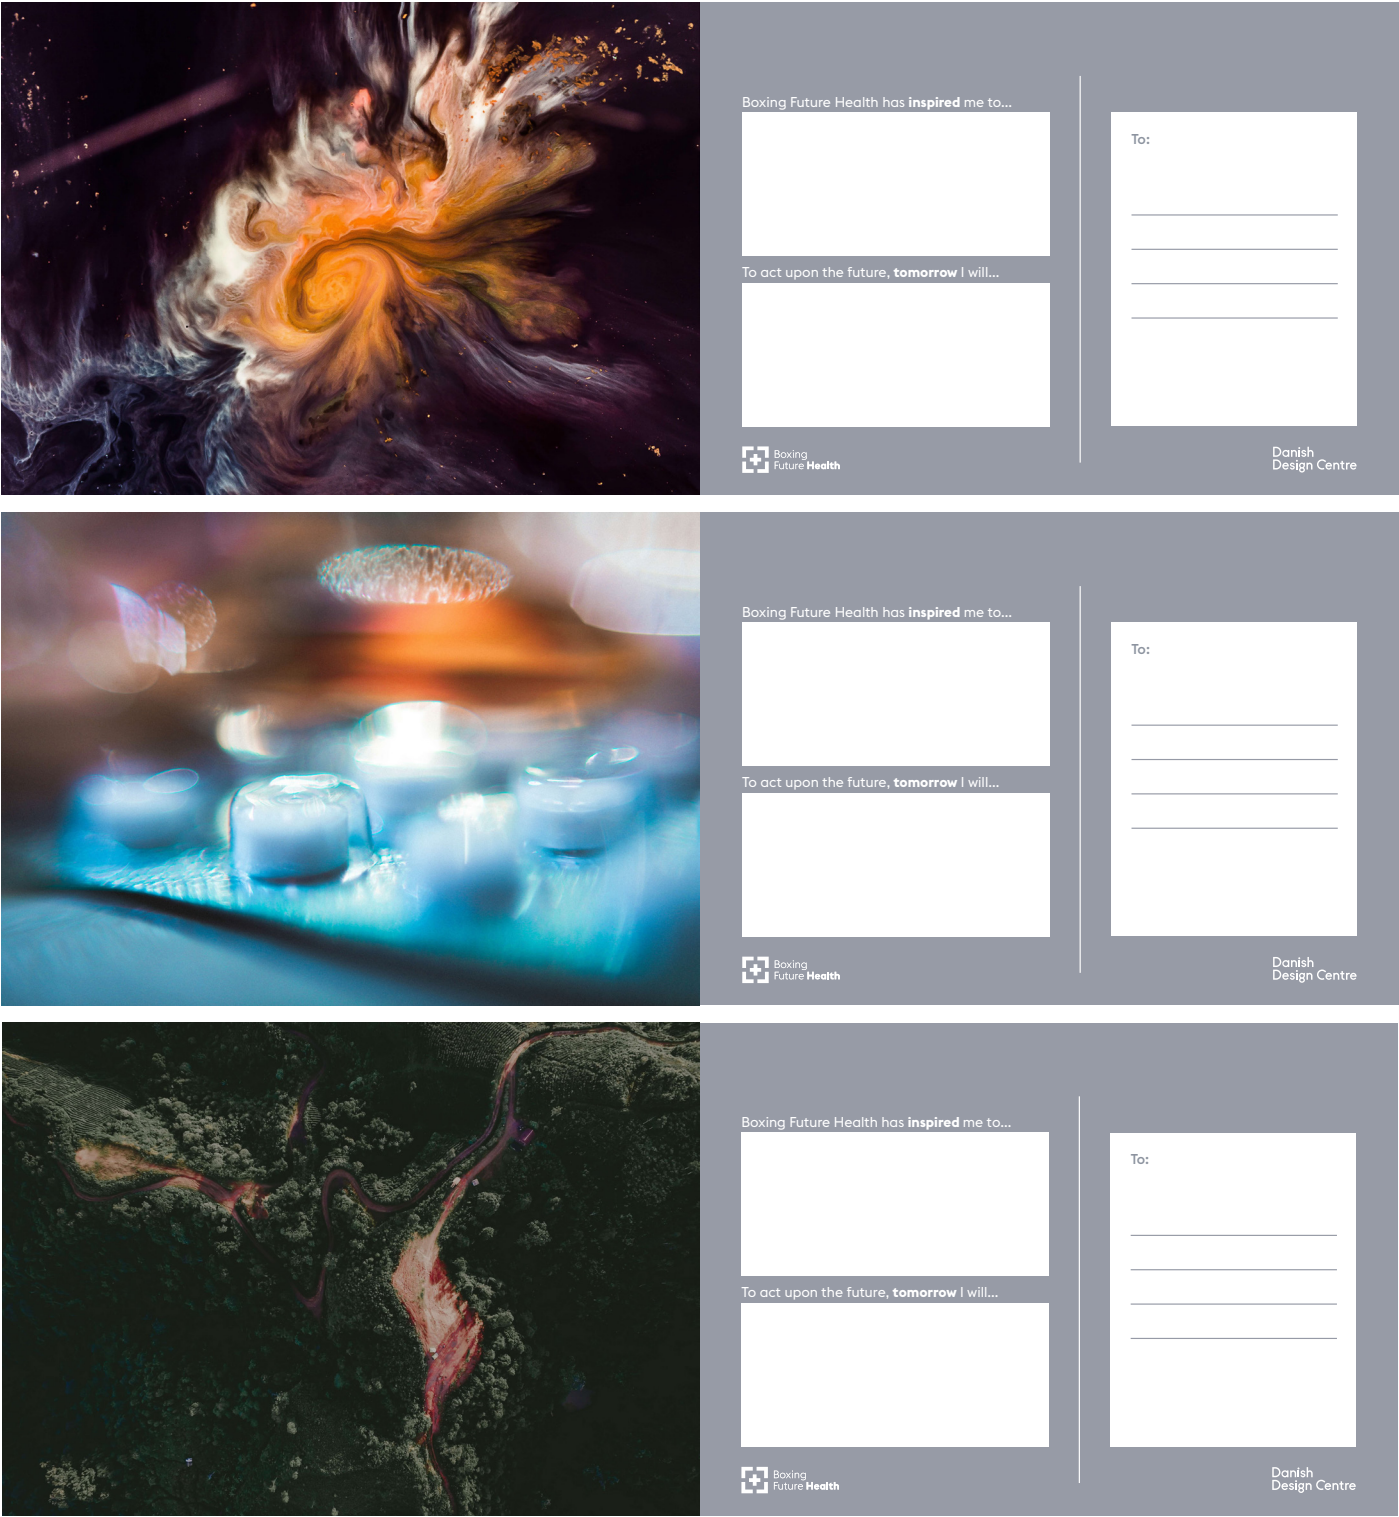 Boxing Future Health has inspired me to...
To:
To act upon the future, tomorrow I will...
Boxing
Future Health
Danish
Design Centre
Boxing Future Health has inspired me to...
To:
To act upon the future, tomorrow I will...
Boxing
Future Health
Danish
Design Centre
Boxing Future Health has inspired me to...
To:
To act upon the future, tomorrow I will...
Boxing
Future Health
Danish
Design Centre